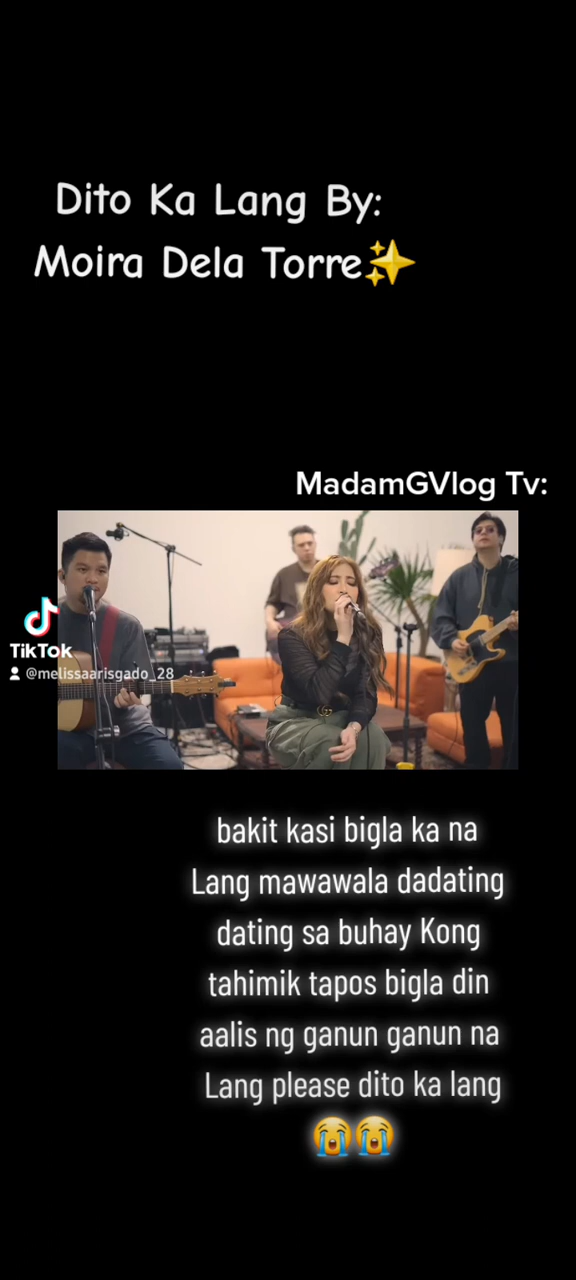 Dito Ka Lang By:
Moira Dela Torre✨
MadamGVlog Tv:
TikTok
@melissaarisgado_28
bakit kasi bigla ka na
Lang mawawala dadating
dating sa buhay Kong
tahimik tapos bigla din
aalis ng ganun ganun na
Lang please dito ka lang
😭😭